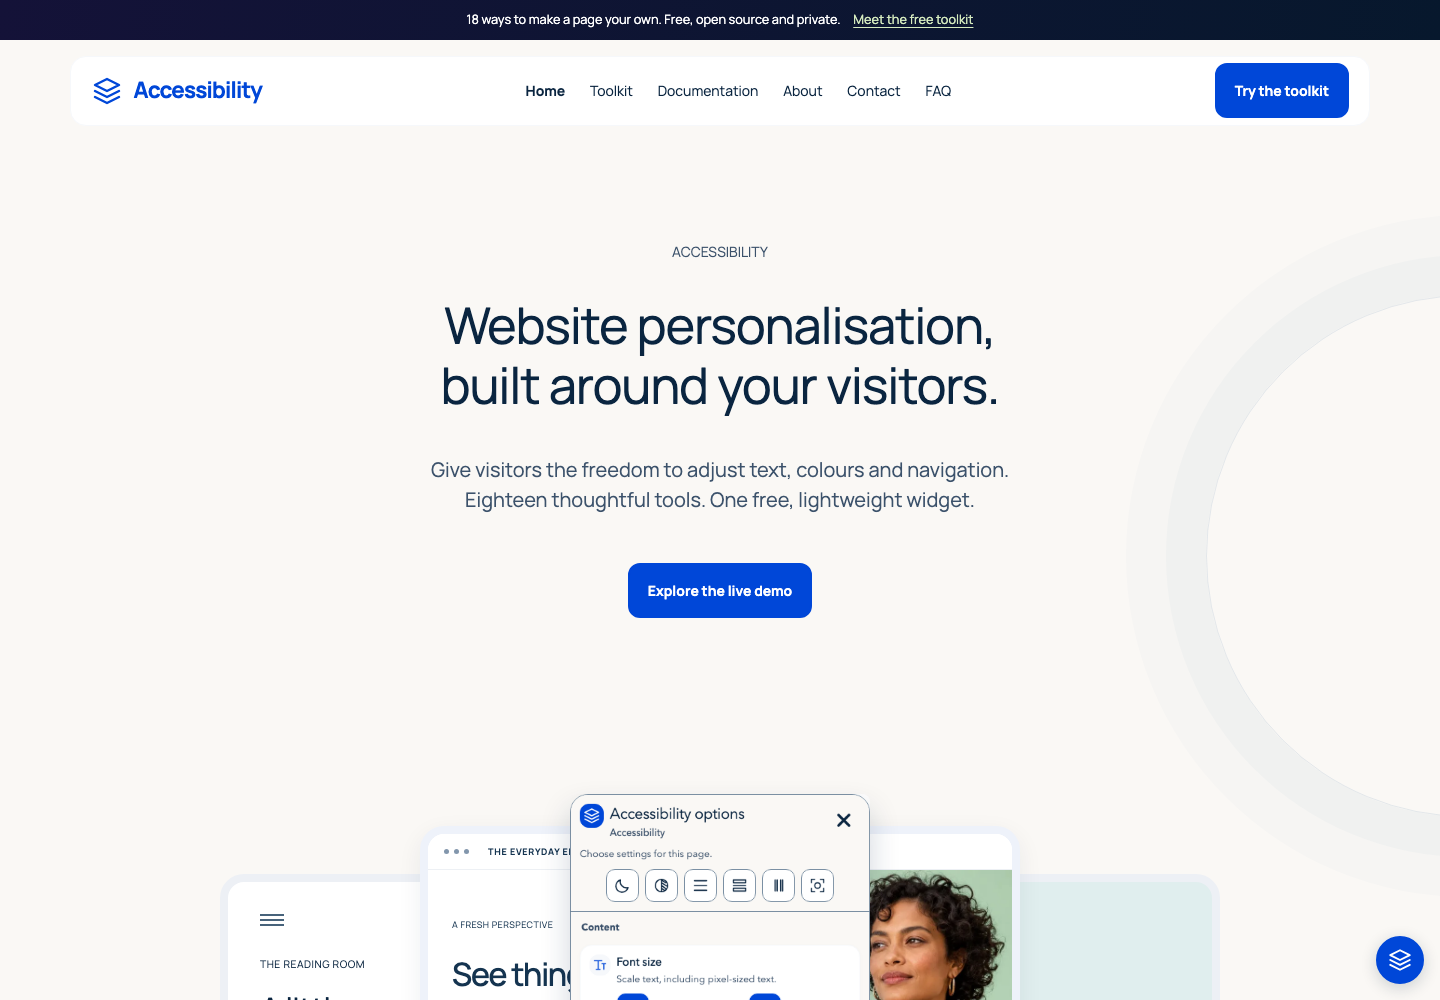 18 ways to make a page your own. Free, open source and private. Meet the free toolkit
Accessibility
Home Toolkit Documentation About Contact FAQ
Try the toolkit
ACCESSIBILITY
Website personalisation,
built around your visitors.
Give visitors the freedom to adjust text, colours and navigation.
Eighteen thoughtful tools. One free, lightweight widget.
Explore the live demo
Accessibility options
Accessibility
Choose settings for this page.
THE EVERYDAY
A FRESH PERSPECTIVE
See
Content
Font size
Scale text, including pixel-sized text.
THE READING ROOM